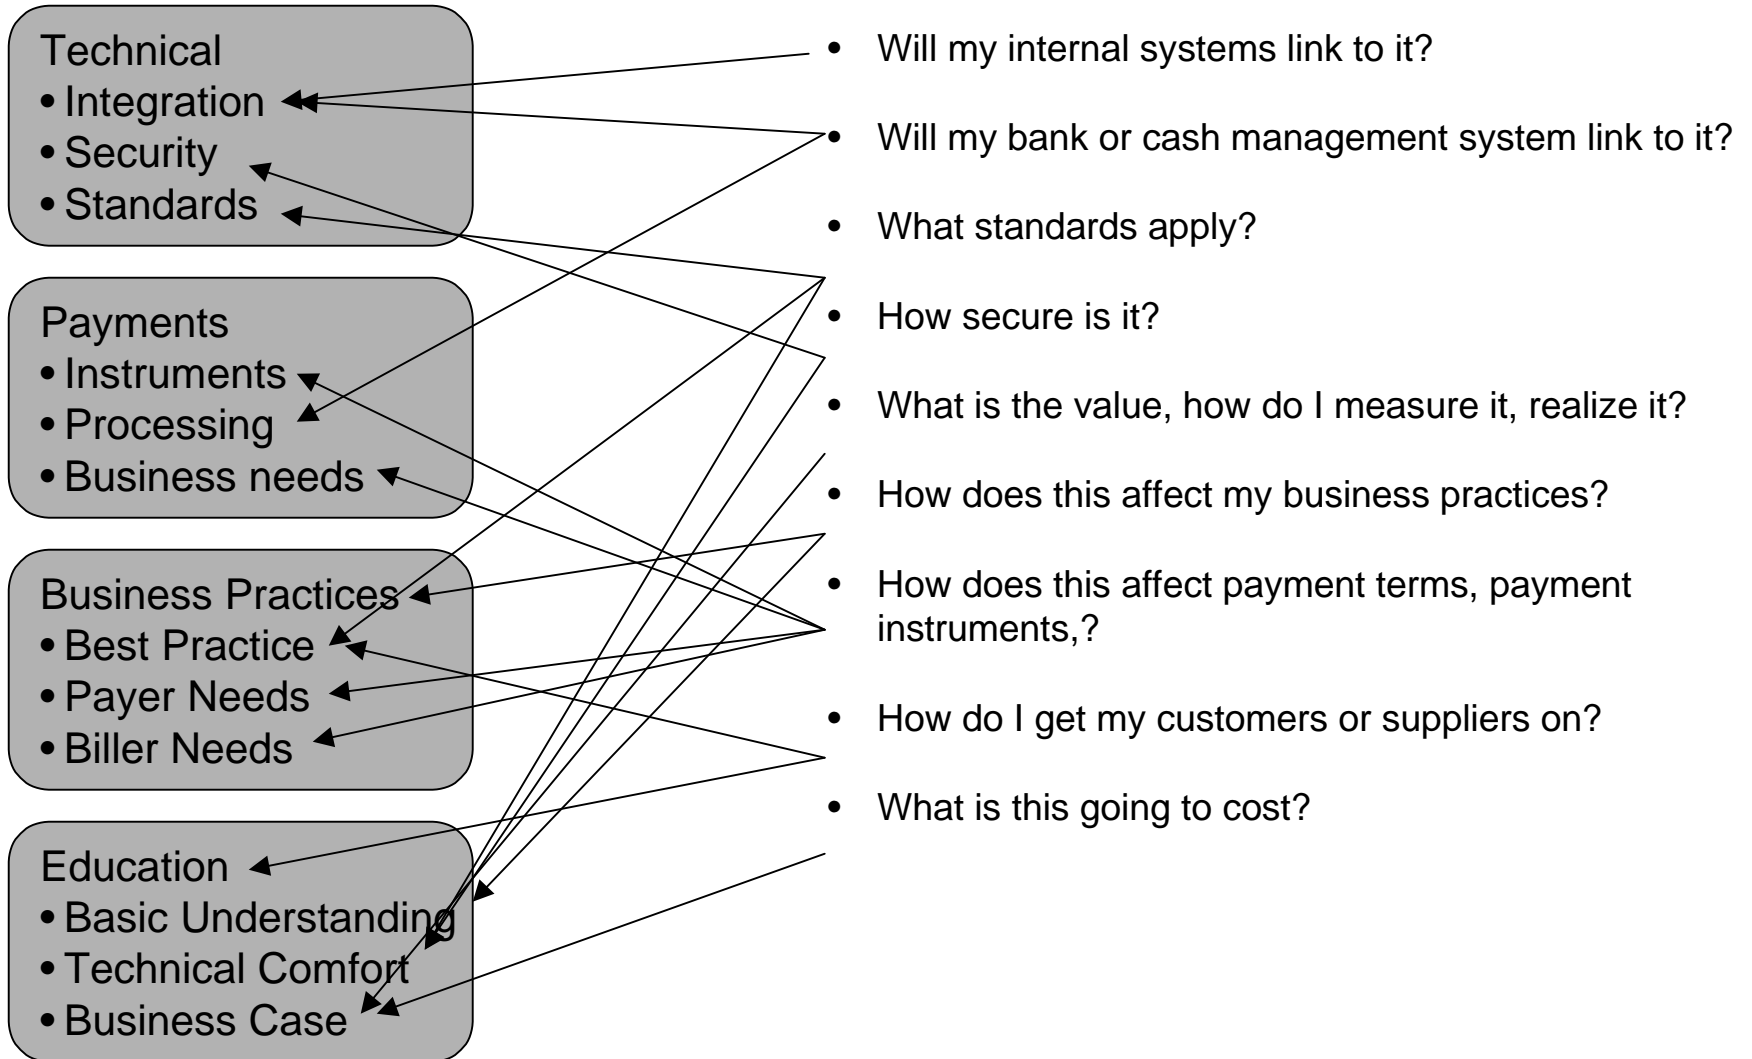 Technical
• Integration
• Security
• Standards
Payments
• Instruments
• Processing
• Business needs
Business Practices
• Best Practice
• Payer Needs
• Biller Needs
Education
• Basic Understanding
• Technical Comfort
• Business Case
• Will my internal systems link to it?
• Will my bank or cash management system link to it?
• What standards apply?
• How secure is it?
• What is the value, how do I measure it, realize it?
• How does this affect my business practices?
• How does this affect payment terms, payment
instruments,?
• How do I get my customers or suppliers on?
• What is this going to cost?